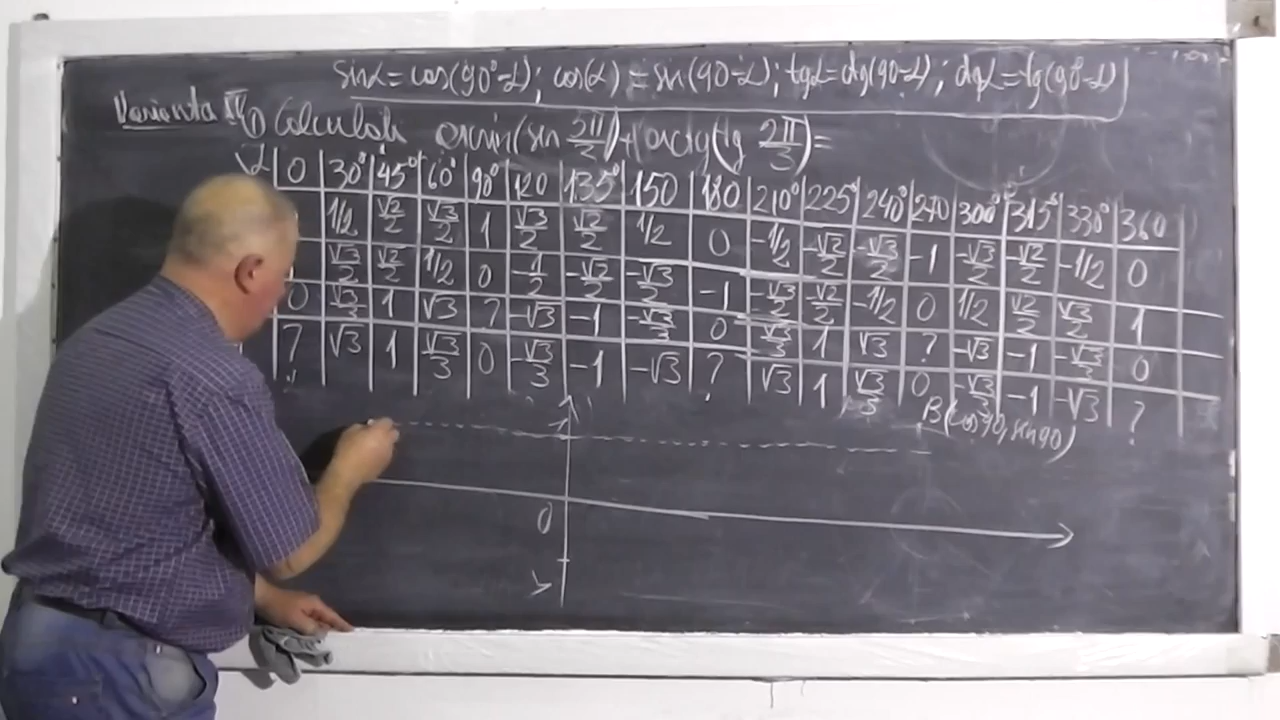 sinα=cos(90°-α); cos(α)=sin(90-α); tgα=ctg(90-α); ctgα=tg(90°-α)
Varianta IV 1) Calculati arcsin(sin 2π/3)+arctg(tg 2π/3)=
α | 0 | 30° | 45° | 60° | 90° | 120 | 135° | 150 | 180 | 210° | 225° | 240° | 270 | 300° | 315° | 330° | 360
1/2 | √2/2 | √3/2 | 1 | √3/2 | √2/2 | 1/2 | 0 | -1/2 | -√2/2 | -√3/2 | -1 | -√3/2 | -√2/2 | -1/2 | 0
1 | √3/2 | √2/2 | 1/2 | 0 | -1/2 | -√2/2 | -√3/2 | -1 | -√3/2 | -√2/2 | -1/2 | 0 | 1/2 | √2/2 | √3/2 | 1
0 | √3/3 | 1 | √3 | ? | -√3 | -1 | -√3/3 | 0 | √3/3 | 1 | √3 | ? | -√3 | -1 | -√3/3 | 0
? | √3 | 1 | √3/3 | 0 | -√3/3 | -1 | -√3 | ? | √3 | 1 | √3/3 | 0 | -√3/3 | -1 | -√3 | ?
B(cos90, sin90)
0